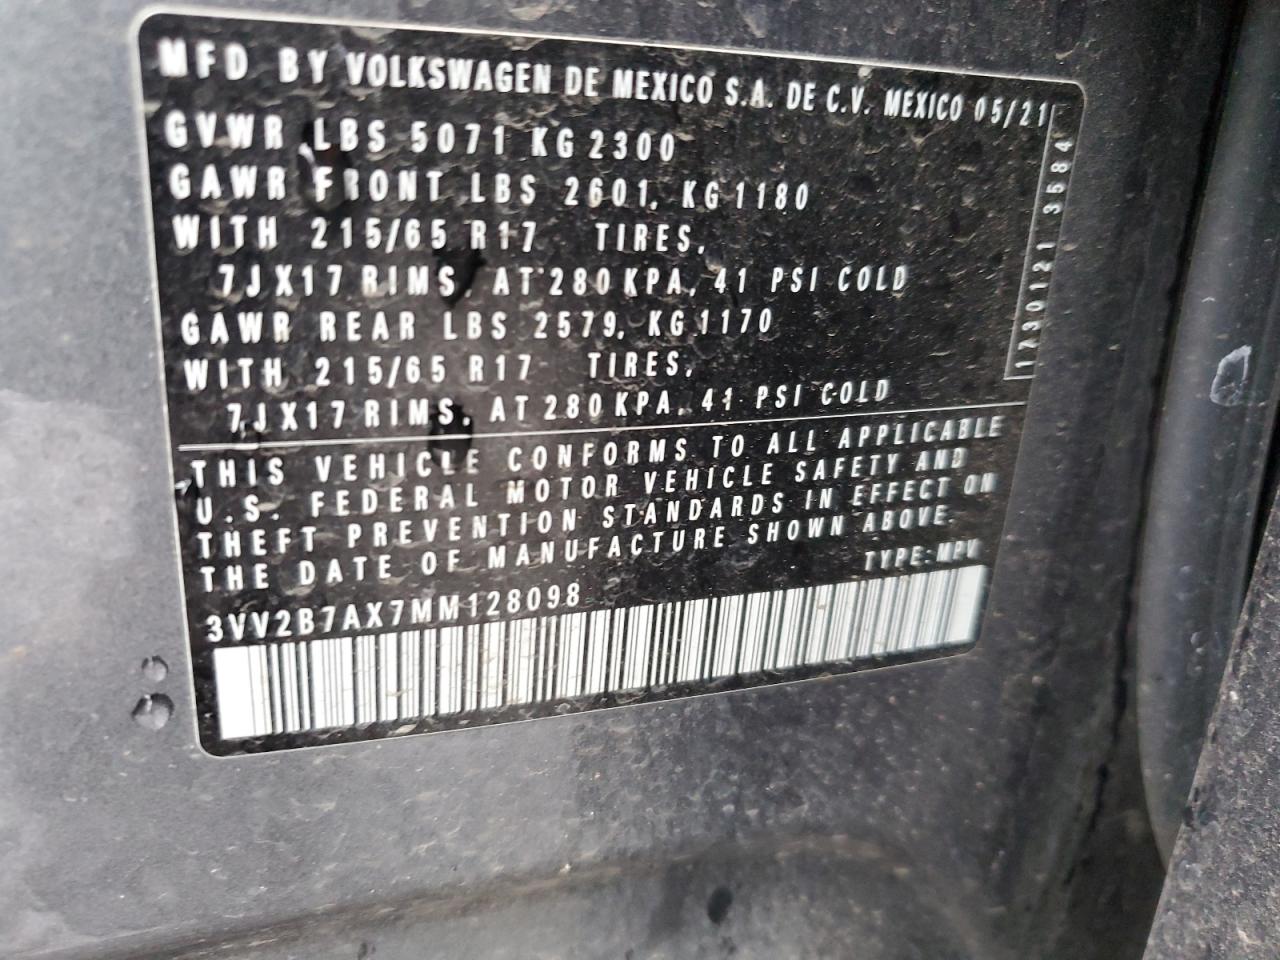 MFD BY VOLKSWAGEN DE MEXICO S.A. DE C.V. MEXICO 05/21
GVWR LBS 5071 KG 2300
GAWR FRONT LBS 2601, KG 1180
WITH 215/65 R17 TIRES,
7JX17 RIMS, AT 280 KPA, 41 PSI COLD
GAWR REAR LBS 2579, KG 1170
WITH 215/65 R17 TIRES,
7JX17 RIMS, AT 280 KPA, 41 PSI COLD
THIS VEHICLE CONFORMS TO ALL APPLICABLE
U.S. FEDERAL MOTOR VEHICLE SAFETY AND
THEFT PREVENTION STANDARDS IN EFFECT ON
THE DATE OF MANUFACTURE SHOWN ABOVE.
TYPE:MPV
3VV2B7AX7MM128098
3584